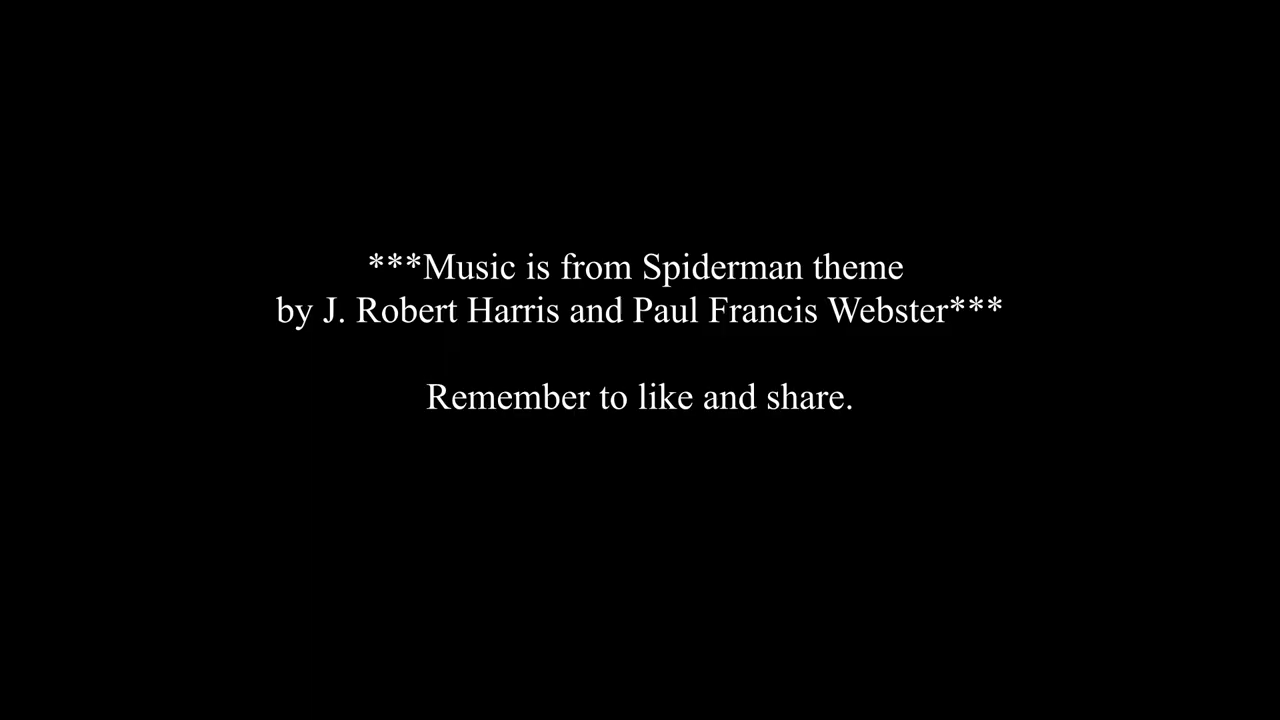 ***Music is from Spiderman theme
by J. Robert Harris and Paul Francis Webster***
Remember to like and share.